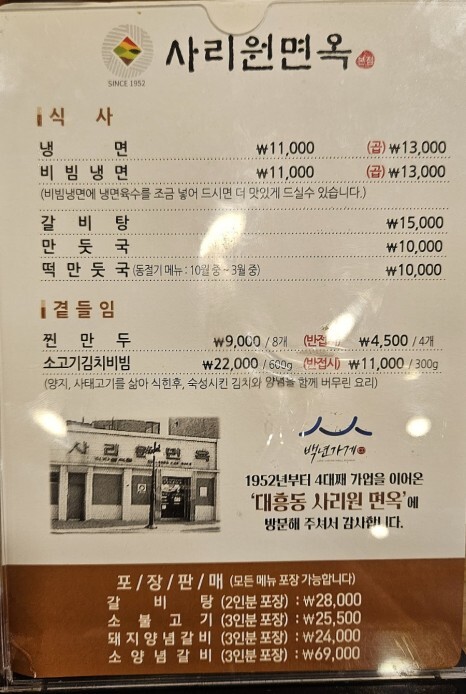 SINCE 1952
사리원면옥 본점
식 사
냉 면 ₩11,000 (곱) ₩13,000
비 빔 냉 면 ₩11,000 (곱) ₩13,000
(비빔냉면에 냉면육수를 조금 넣어 드시면 더 맛있게 드실수 있습니다.)
갈 비 탕 ₩15,000
만 둣 국 ₩10,000
떡 만 둣 국 (동절기 메뉴 : 10월 중 ~ 3월 중) ₩10,000
곁 들 임
찐 만 두 ₩9,000 / 8개 (반접시) ₩4,500 / 4개
소고기김치비빔 ₩22,000 / 600g (반접시) ₩11,000 / 300g
(양지, 사태고기를 삶아 식힌후, 숙성시킨 김치와 양념을 함께 버무린 요리)
사리원면옥
백년가게
1952년부터 4대째 가업을 이어온
'대흥동 사리원 면옥'에
방문해 주셔서 감사합니다.
포 / 장 / 판 / 매 (모든 메뉴 포장 가능합니다)
갈 비 탕 (2인분 포장) : ₩28,000
소 불 고 기 (3인분 포장) : ₩25,500
돼지양념갈비 (3인분 포장) : ₩24,000
소 양 념 갈 비 (3인분 포장) : ₩69,000